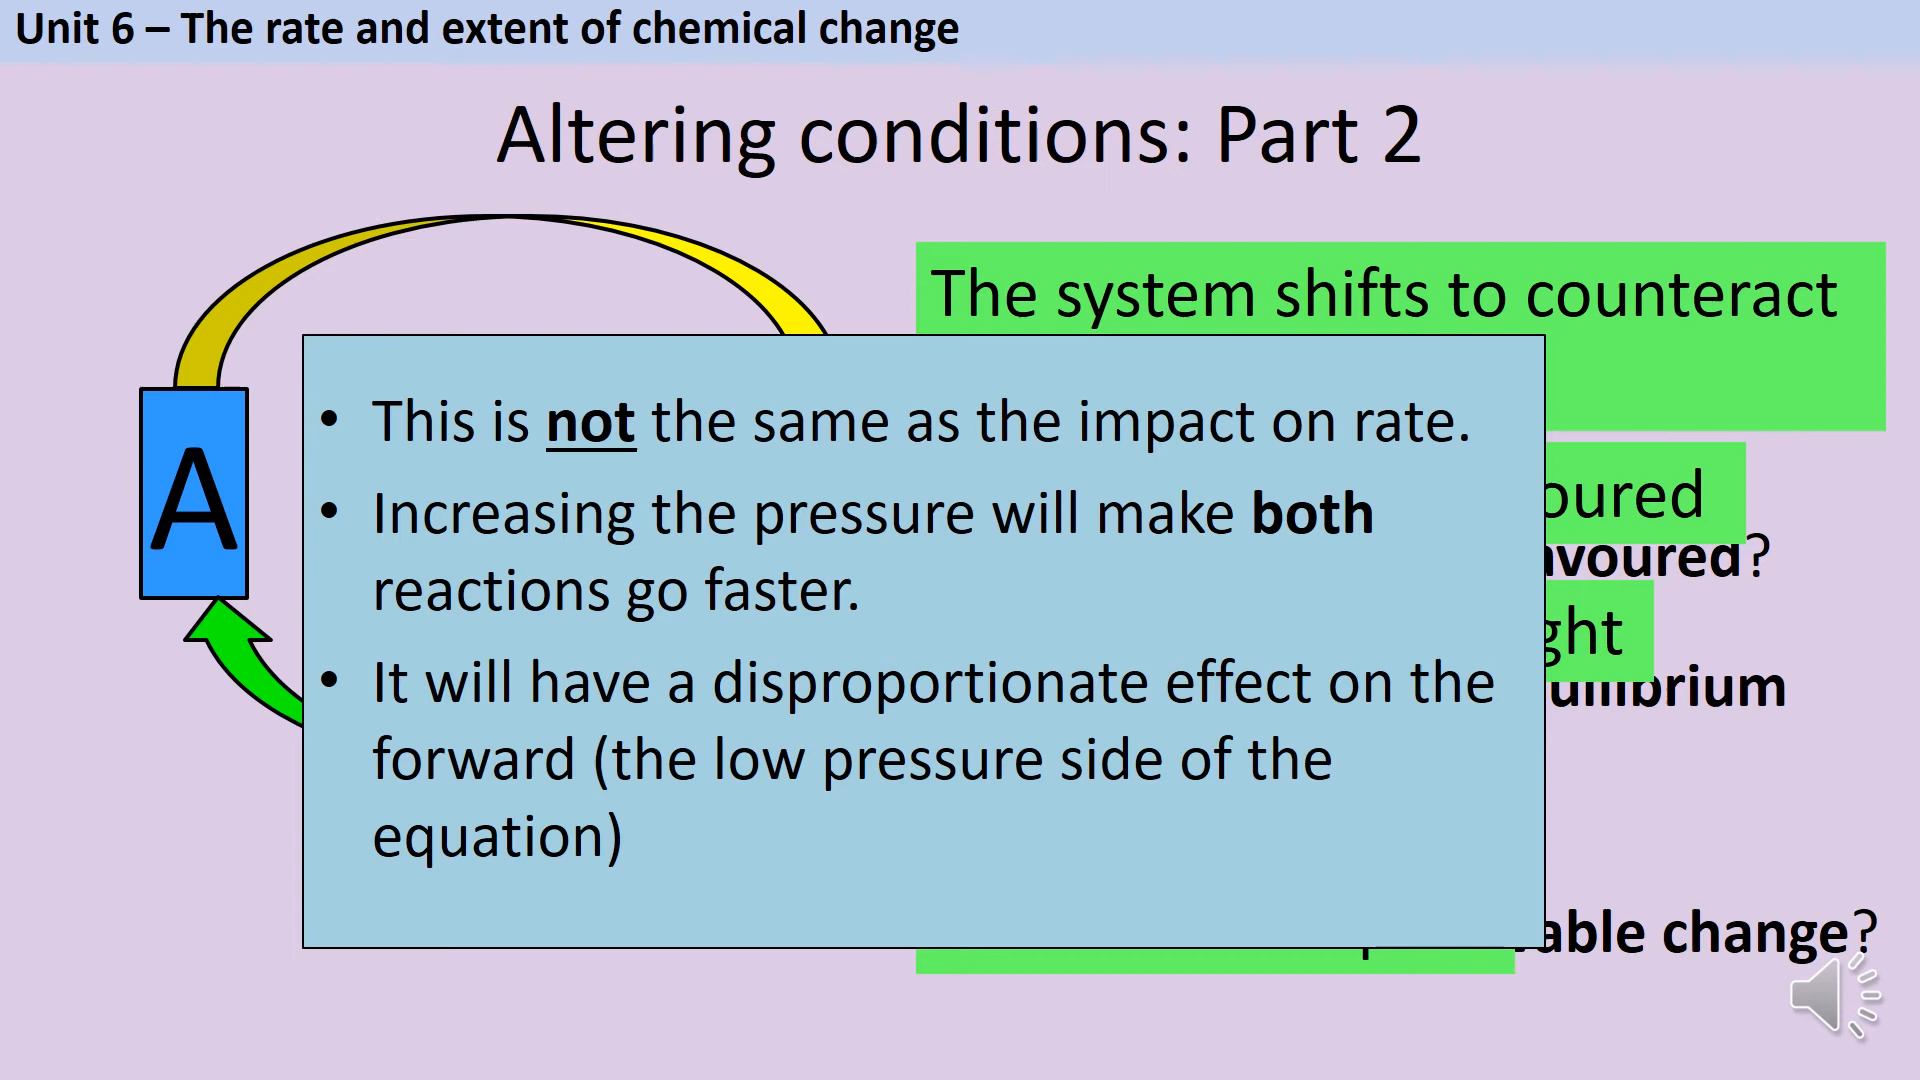 Unit 6 – The rate and extent of chemical change
Altering conditions: Part 2
The system shifts to counteract
A
• This is not the same as the impact on rate.
• Increasing the pressure will make both
reactions go faster.
• It will have a disproportionate effect on the
forward (the low pressure side of the
equation)
oured
avoured?
ght
uilibrium
able change?